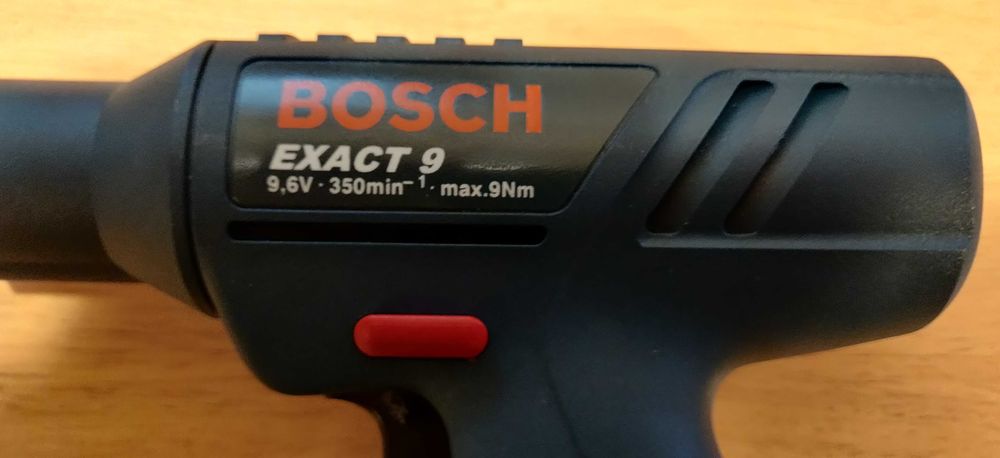 BOSCH
EXACT 9
9,6V · 350min⁻¹· max.9Nm